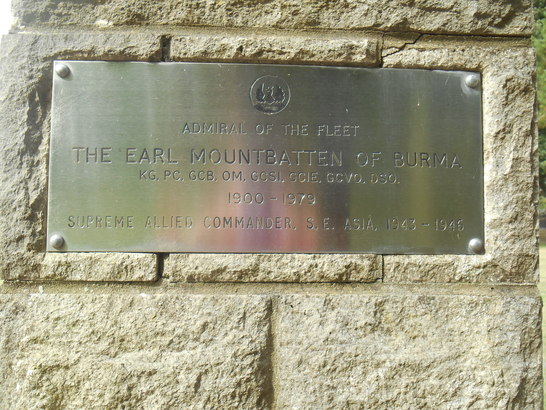 ADMIRAL OF THE FLEET
THE EARL MOUNTBATTEN OF BURMA
KG, PC, GCB, OM, GCSI, GCIE, GCVO, DSO.
1900 - 1979
SUPREME ALLIED COMMANDER, S.E. ASIA, 1943 - 1946